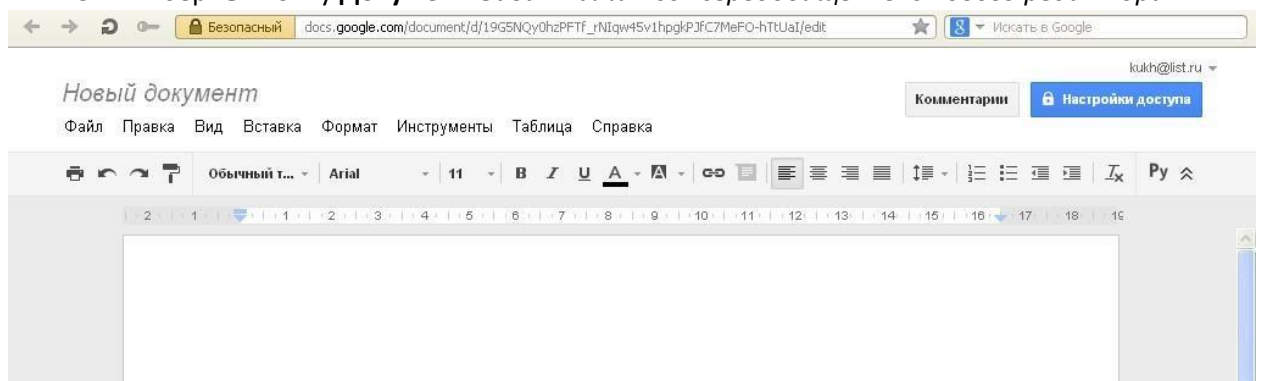 Безопасный docs.google.com/document/d/19G5NQy0hzPFTf_rNIqw45v1hpgkPJfC7MeFO-hTtUaI/edit Искать в Google
kukh@list.ru
Новый документ Комментарии Настройки доступа
Файл Правка Вид Вставка Формат Инструменты Таблица Справка
Обычный т... Arial 11 B I U A A Ру
2 1 1 2 3 4 5 6 7 8 9 10 11 12 13 14 15 16 17 18 19